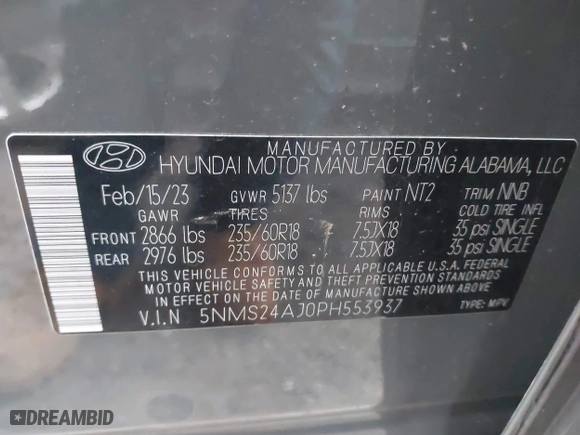 MANUFACTURED BY
HYUNDAI MOTOR MANUFACTURING ALABAMA, LLC
Feb/15/23 GVWR 5137 lbs PAINT NT2 TRIM NNB
GAWR TIRES RIMS COLD TIRE INFL
FRONT 2866 lbs 235/60R18 7.5JX18 35 psi SINGLE
REAR 2976 lbs 235/60R18 7.5JX18 35 psi SINGLE
THIS VEHICLE CONFORMS TO ALL APPLICABLE U.S.A. FEDERAL
MOTOR VEHICLE SAFETY AND THEFT PREVENTION STANDARDS
IN EFFECT ON THE DATE OF MANUFACTURE SHOWN ABOVE.
V.I.N 5NMS24AJ0PH553937 TYPE: MPV
DREAMBID